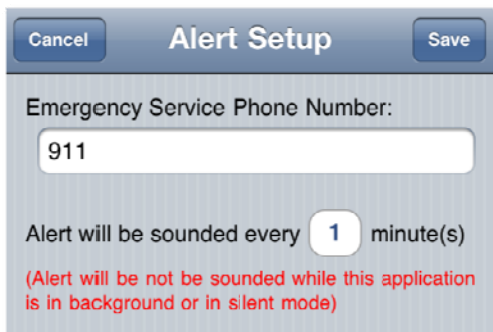 Cancel Alert Setup Save
Emergency Service Phone Number:
911
Alert will be sounded every 1 minute(s)
(Alert will be not be sounded while this application
is in background or in silent mode)